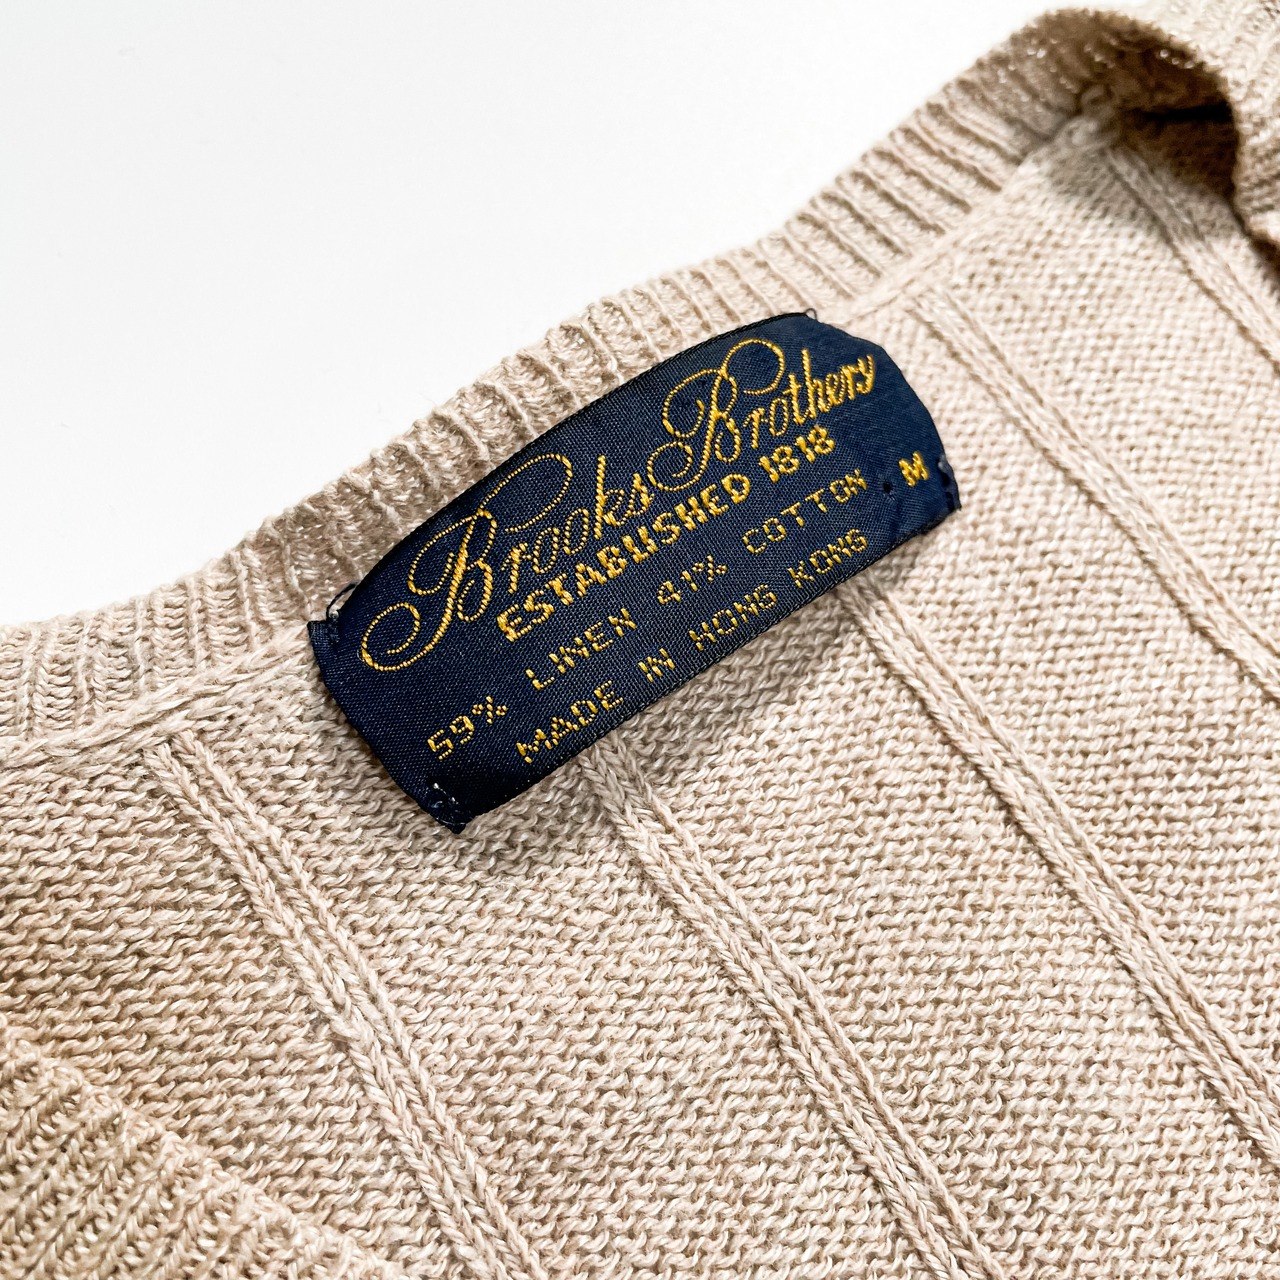 Brooks Brothers
ESTABLISHED 1818
59% LINEN 41% COTTON · M
MADE IN HONG KONG